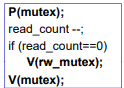 P(mutex);
read_count --;
if (read_count==0)
V(rw_mutex);
V(mutex);